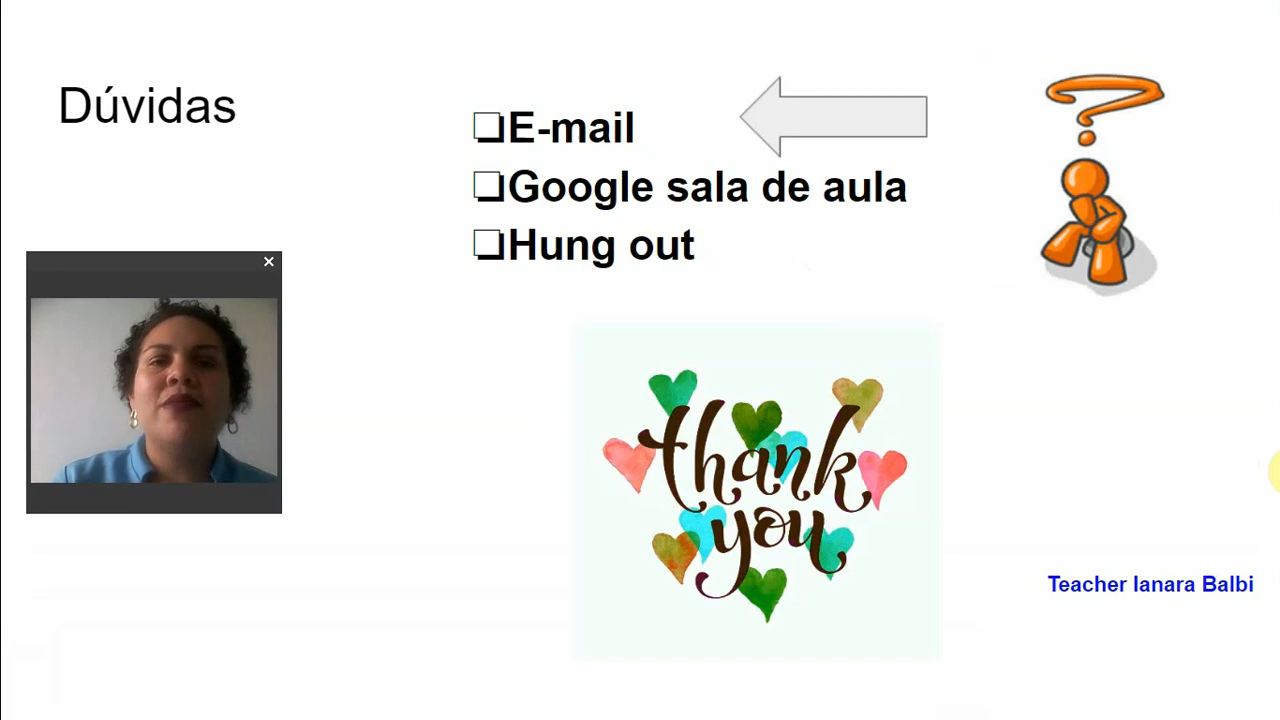 Dúvidas
E-mail
Google sala de aula
Hung out
thank
you
Teacher Ianara Balbi